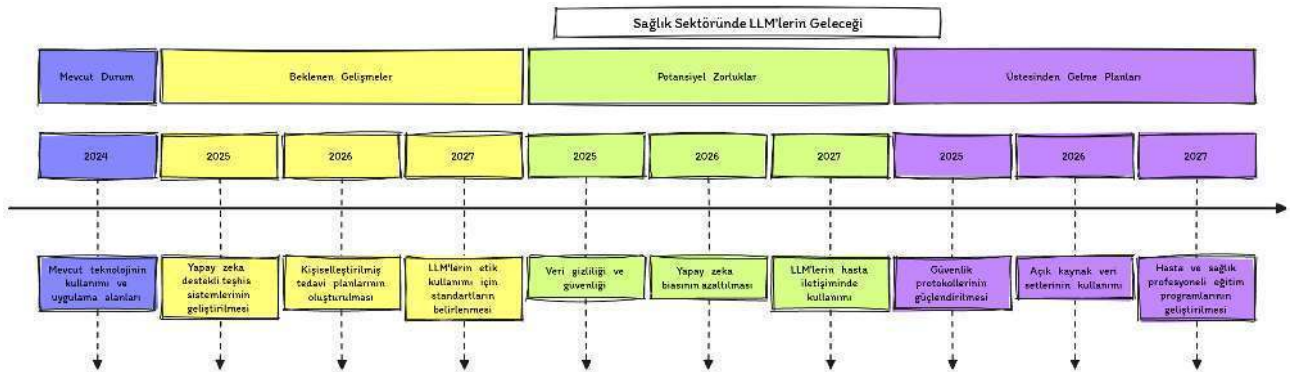 Sağlık Sektöründe LLM'lerin Geleceği
Mevcut Durum
Beklenen Gelişmeler
Potansiyel Zorluklar
Üstesinden Gelme Planları
2024
2025
2026
2027
2025
2026
2027
2025
2026
2027
Mevcut teknolojinin
kullanımı ve
uygulama alanları
Yapay zeka
destekli teşhis
sistemlerinin
geliştirilmesi
Kişiselleştirilmiş
tedavi planlarının
oluşturulması
LLM'lerin etik
kullanımı için
standartların
belirlenmesi
Veri gizliliği ve
güvenliği
Yapay zeka
biasının azaltılması
LLM'lerin hasta
iletişiminde
kullanımı
Güvenlik
protokollerinin
güçlendirilmesi
Açık kaynak veri
setlerinin kullanımı
Hasta ve sağlık
profesyoneli eğitim
programlarının
geliştirilmesi